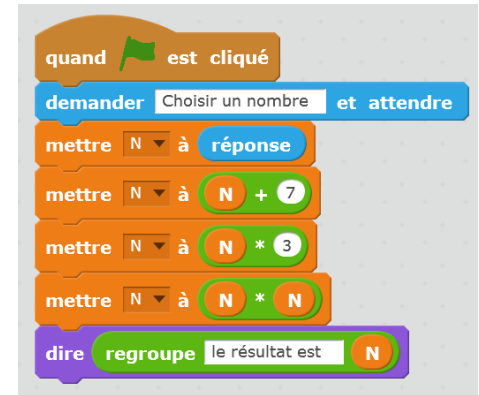 quand est cliqué
demander Choisir un nombre et attendre
mettre N à réponse
mettre N à N + 7
mettre N à N * 3
mettre N à N * N
dire regroupe le résultat est N